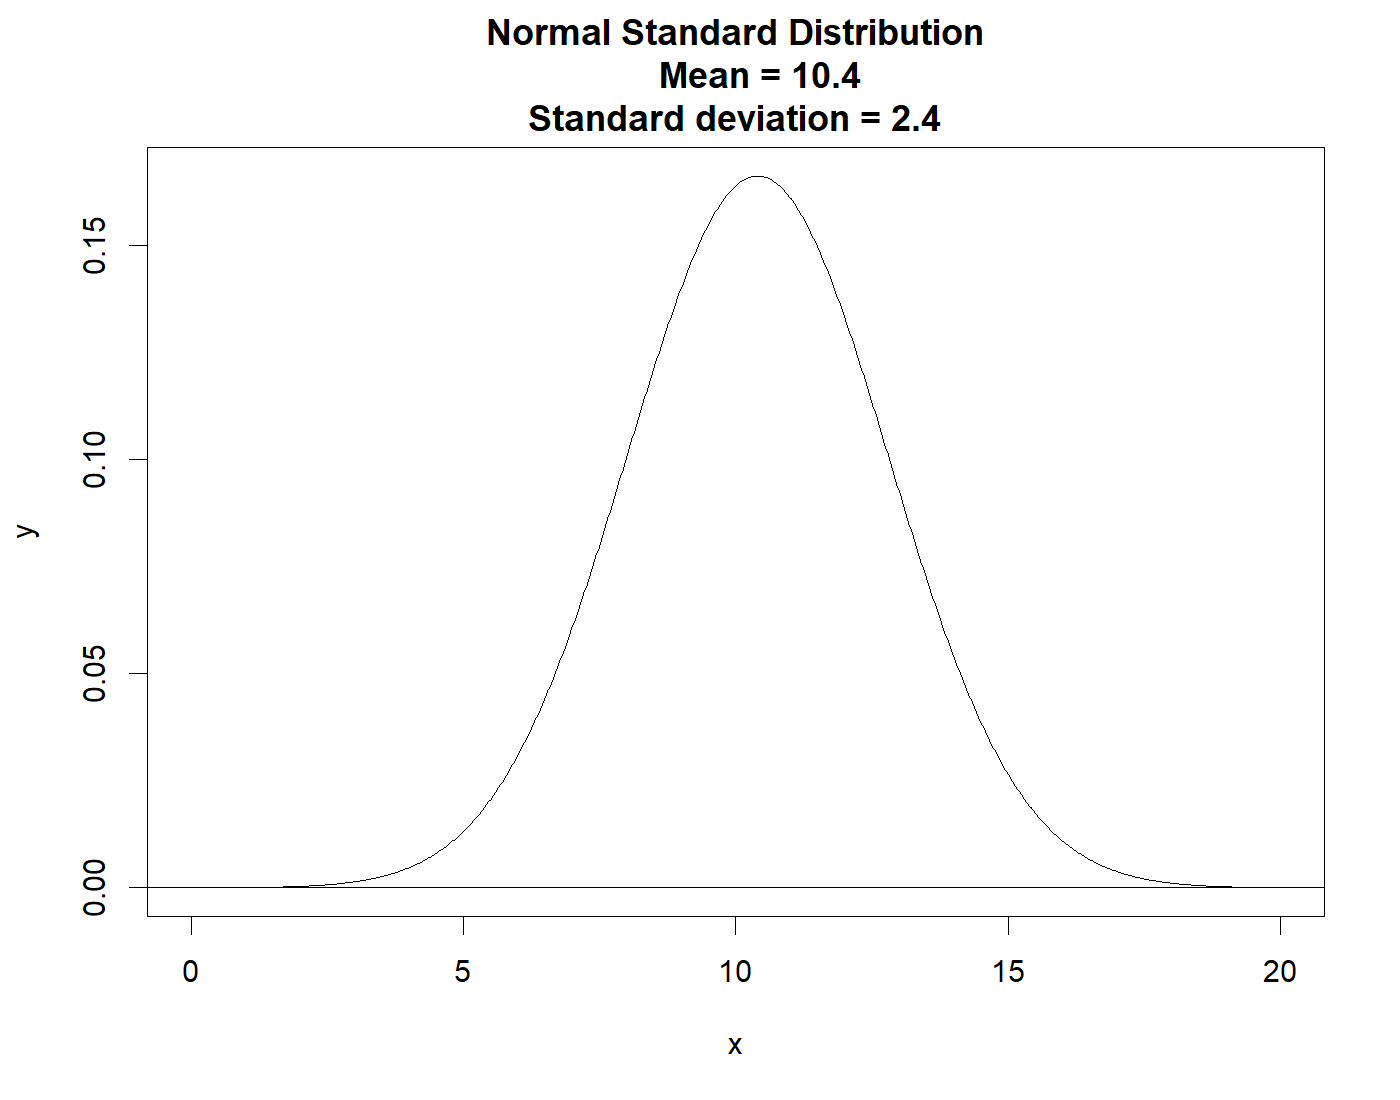 Normal Standard Distribution
Mean = 10.4
Standard deviation = 2.4
0.15
0.10
0.05
0.00
y
0 5 10 15 20
x